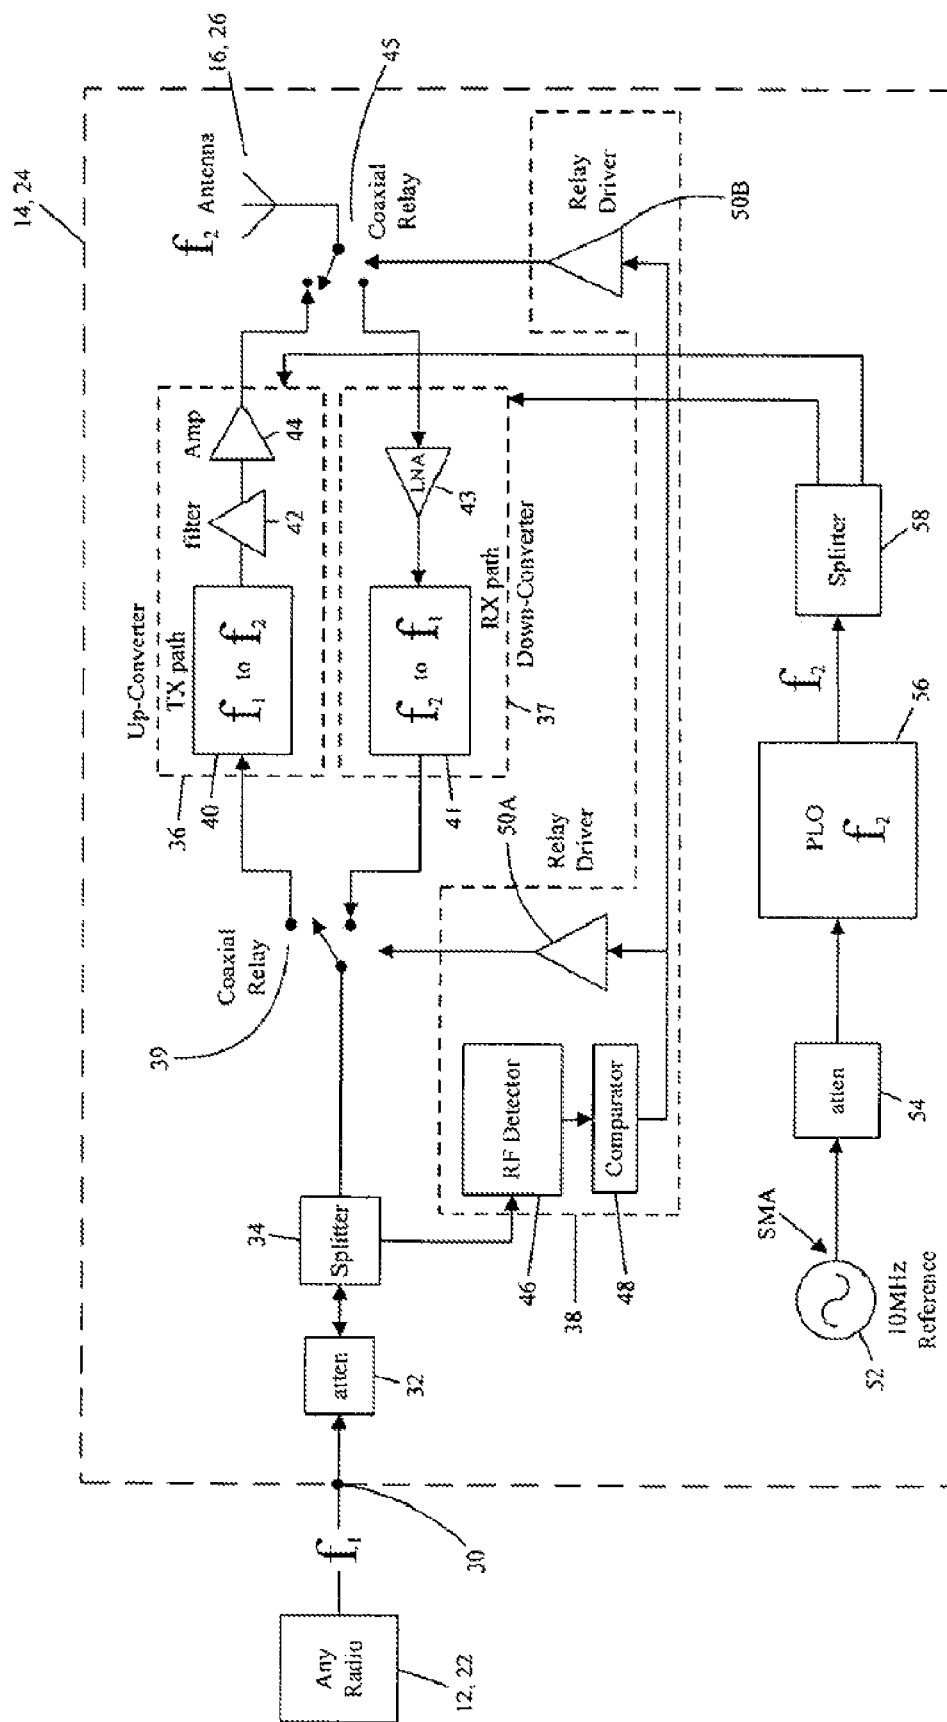 14, 24
f₂ Antenna
16, 26
45
Coaxial
Relay
Relay
Driver
50B
Up-Converter
TX path
f₁ to f₂
filter
Amp
36
40
42
44
f₂ to f₁
LNA
43
RX path
Down-Converter
37
41
Coaxial
Relay
39
50A
Relay
Driver
Any
Radio
12, 22
f₁
30
atten
32
Splitter
34
RF Detector
46
Comparator
48
38
SMA
10MHz
Reference
52
atten
54
PLO
f₂
56
f₂
Splitter
58